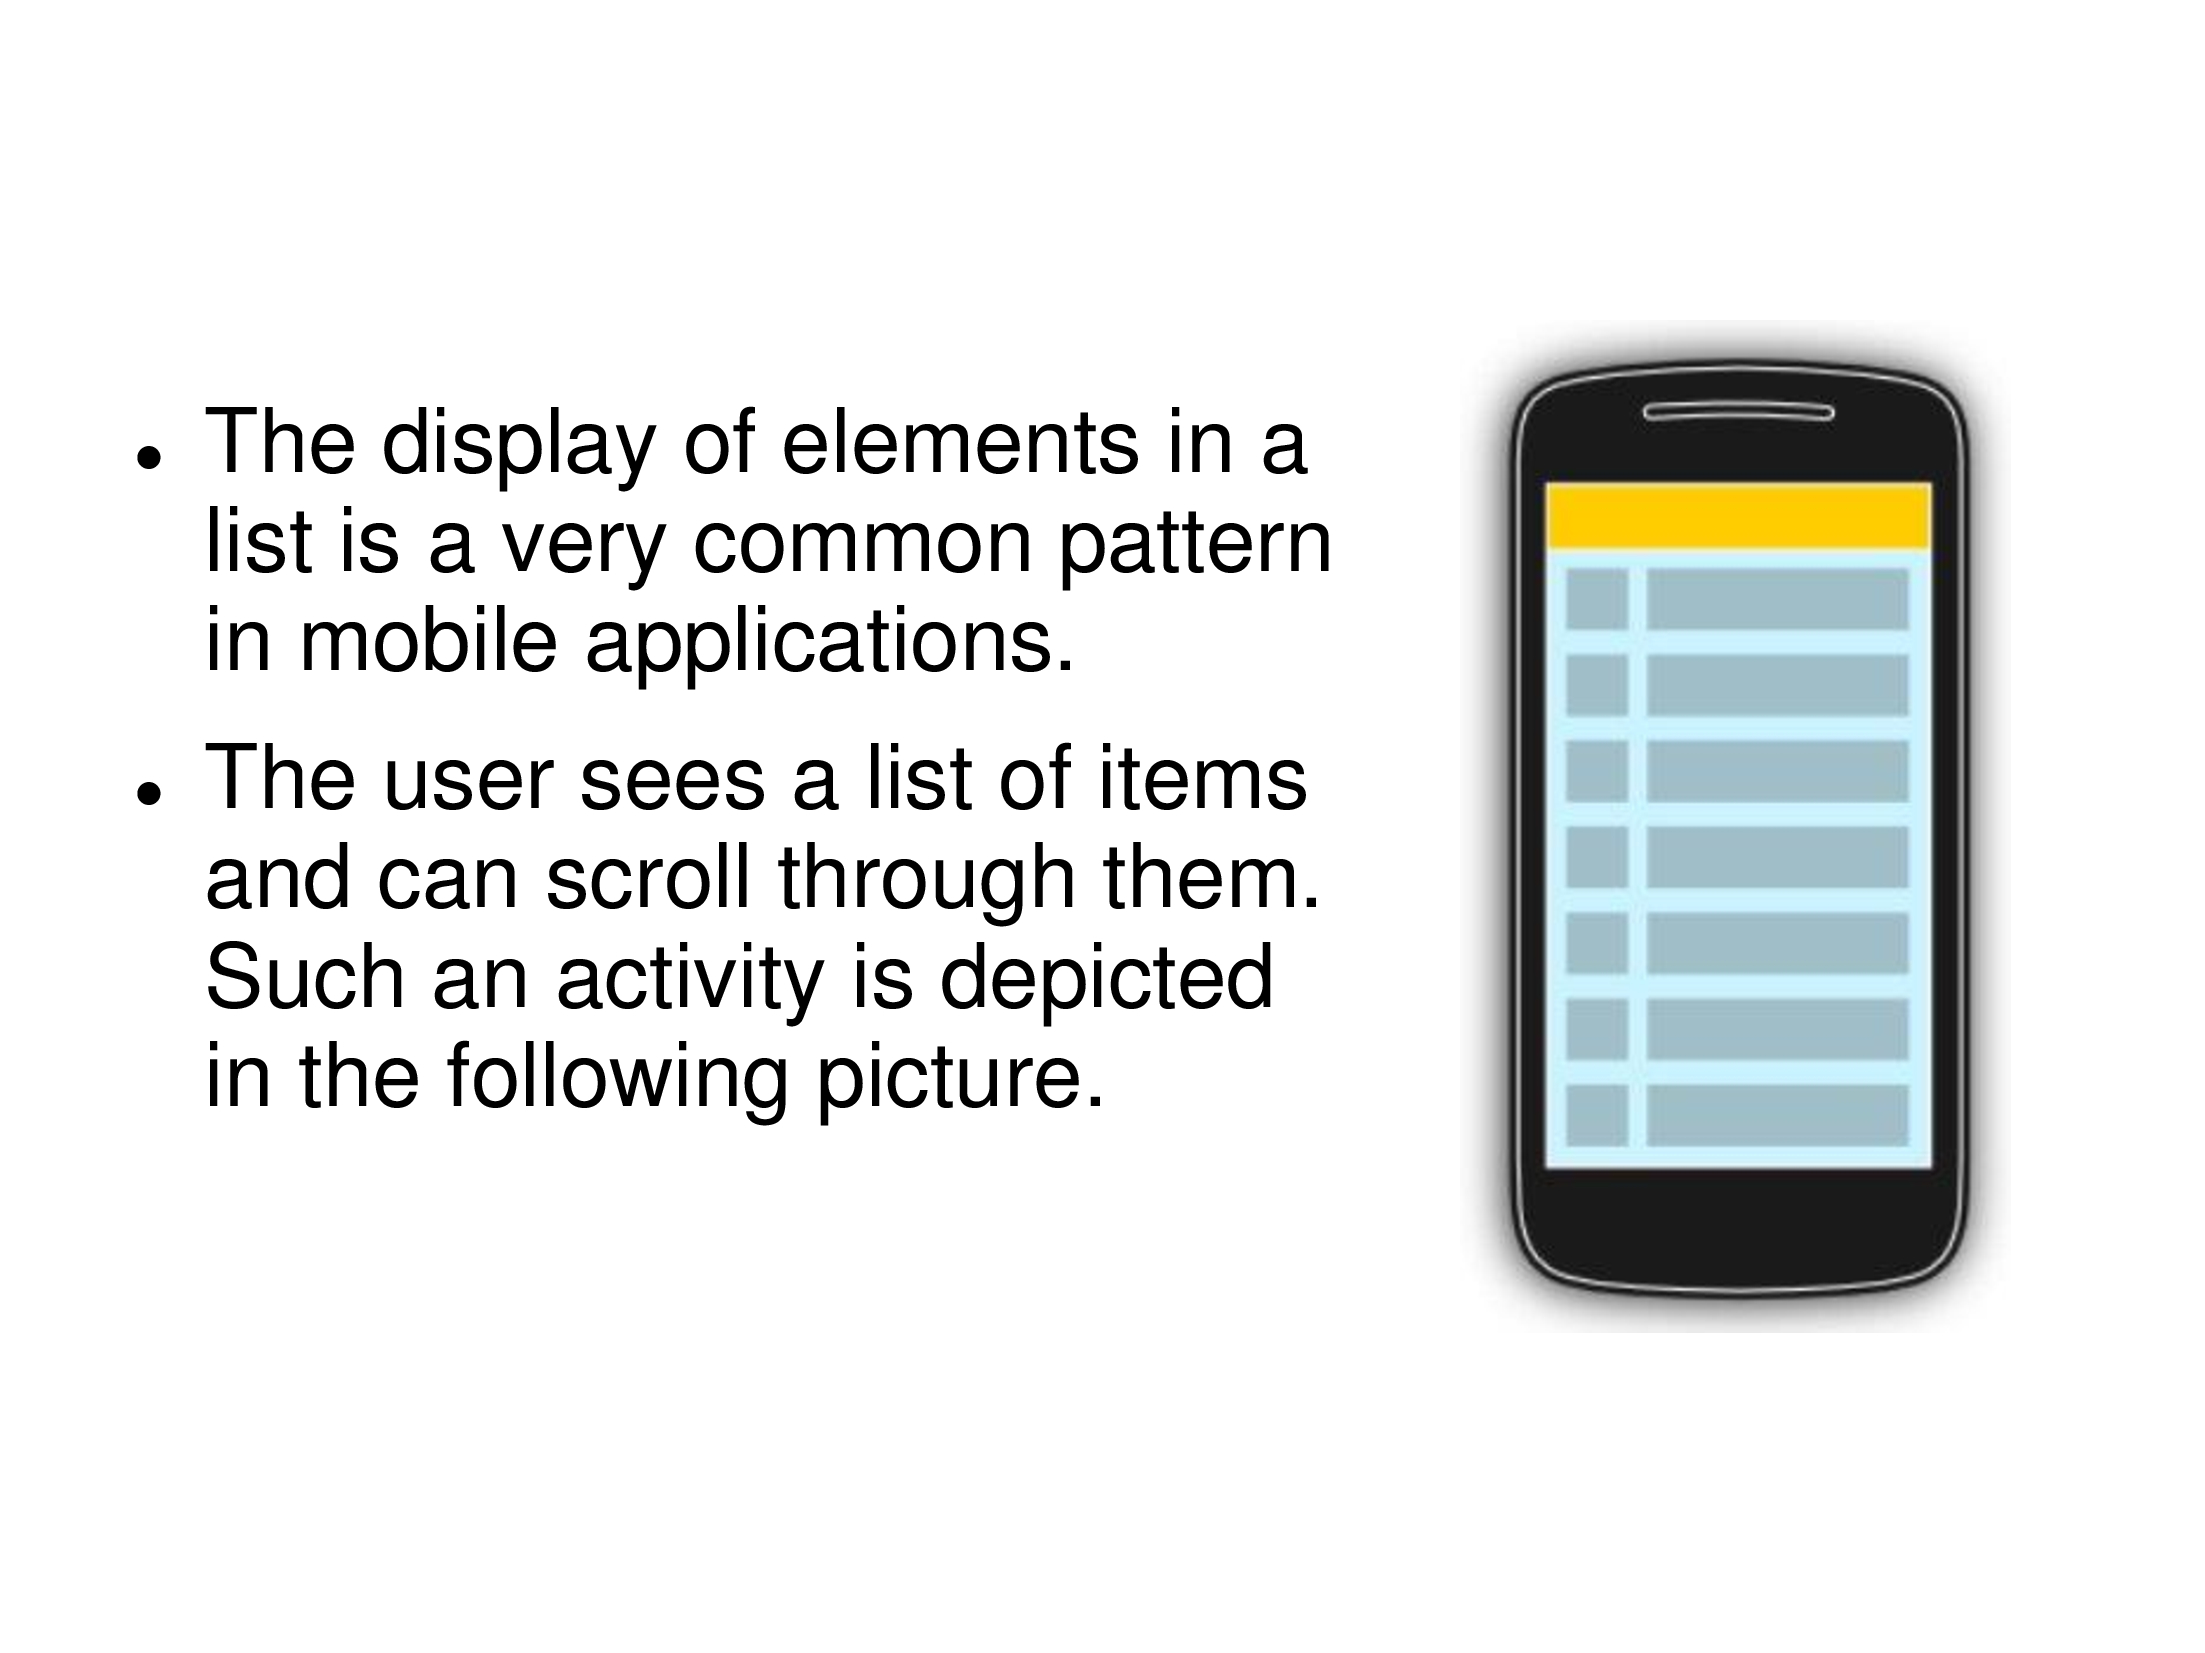 • The display of elements in a
list is a very common pattern
in mobile applications.
• The user sees a list of items
and can scroll through them.
Such an activity is depicted
in the following picture.